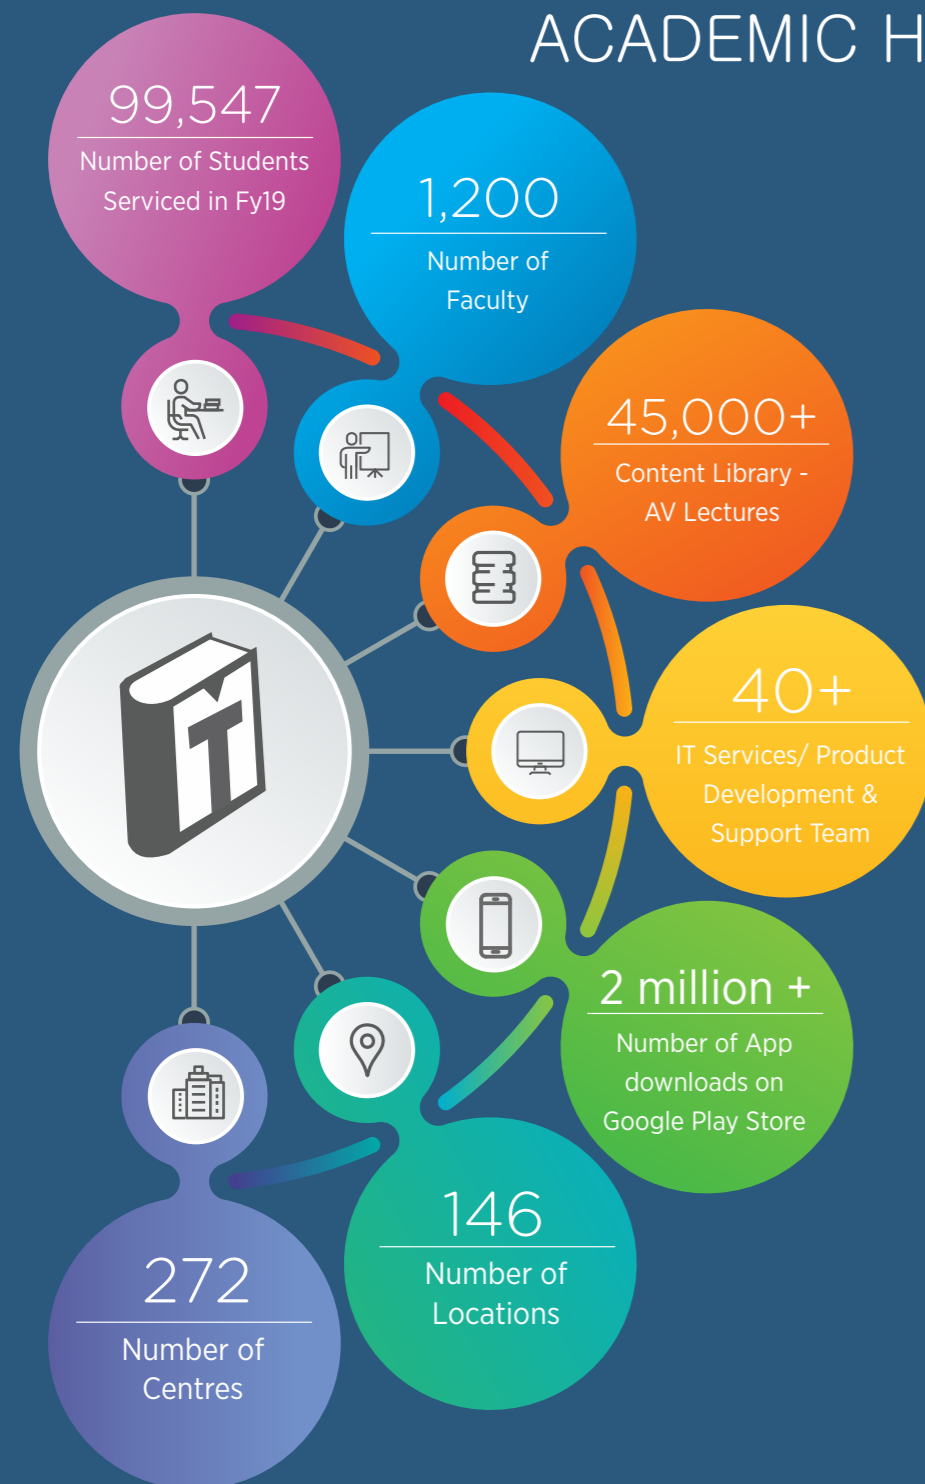 ACADEMIC H
99,547
Number of Students
Serviced in Fy19
1,200
Number of
Faculty
45,000+
Content Library -
AV Lectures
40+
IT Services/ Product
Development &
Support Team
2 million +
Number of App
downloads on
Google Play Store
146
Number of
Locations
272
Number of
Centres